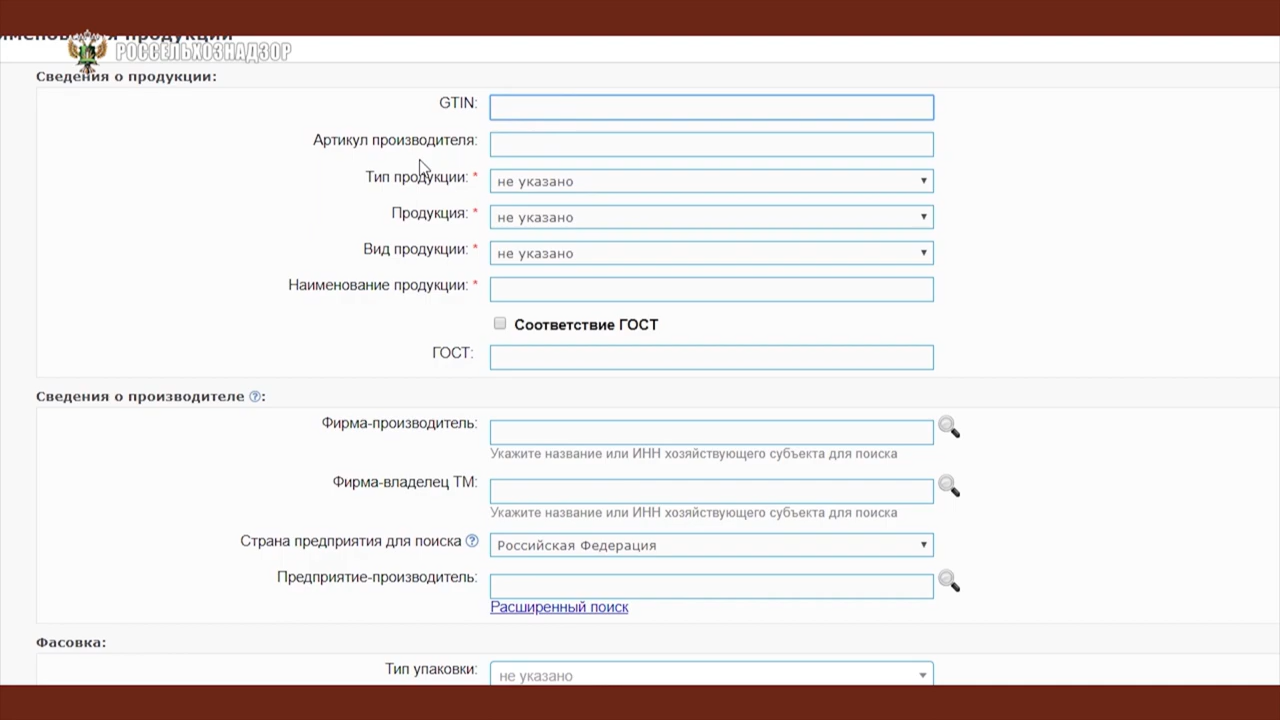 РОССЕЛЬХОЗНАДЗОР
Сведения о продукции:
GTIN:
Артикул производителя:
Тип продукции: * не указано
Продукция: * не указано
Вид продукции: * не указано
Наименование продукции: *
Соответствие ГОСТ
ГОСТ:
Сведения о производителе ?:
Фирма-производитель:
Укажите название или ИНН хозяйствующего субъекта для поиска
Фирма-владелец ТМ:
Укажите название или ИНН хозяйствующего субъекта для поиска
Страна предприятия для поиска ? Российская Федерация
Предприятие-производитель:
Расширенный поиск
Фасовка:
Тип упаковки: не указано